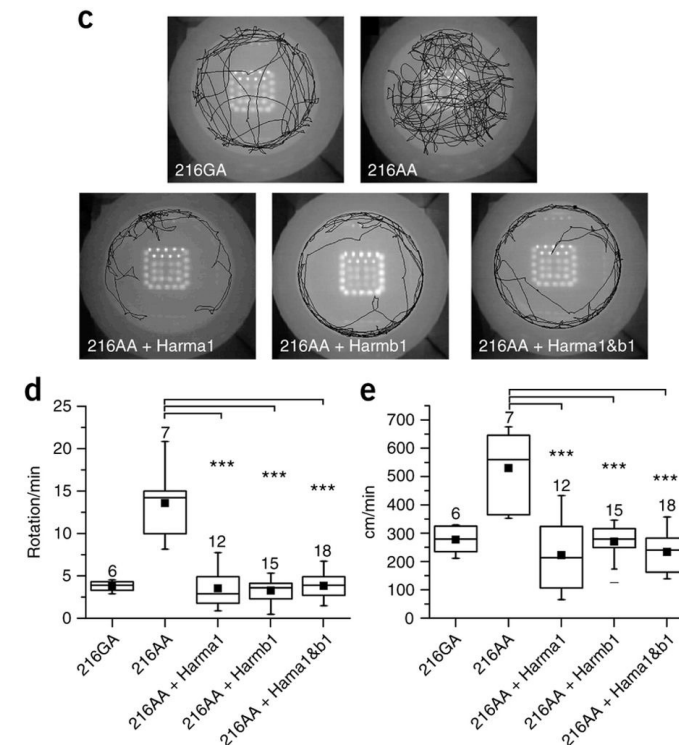 c
216GA
216AA
216AA + Harma1
216AA + Harmb1
216AA + Harma1&b1
d
25
20
15
10
5
0
Rotation/min
6
7
12
15
18
***
***
***
216GA
216AA
216AA + Harma1
216AA + Harmb1
216AA + Hama1&b1
e
700
600
500
400
300
200
100
0
cm/min
6
7
12
15
18
***
***
***
216GA
216AA
216AA + Harma1
216AA + Harmb1
216AA + Hama1&b1